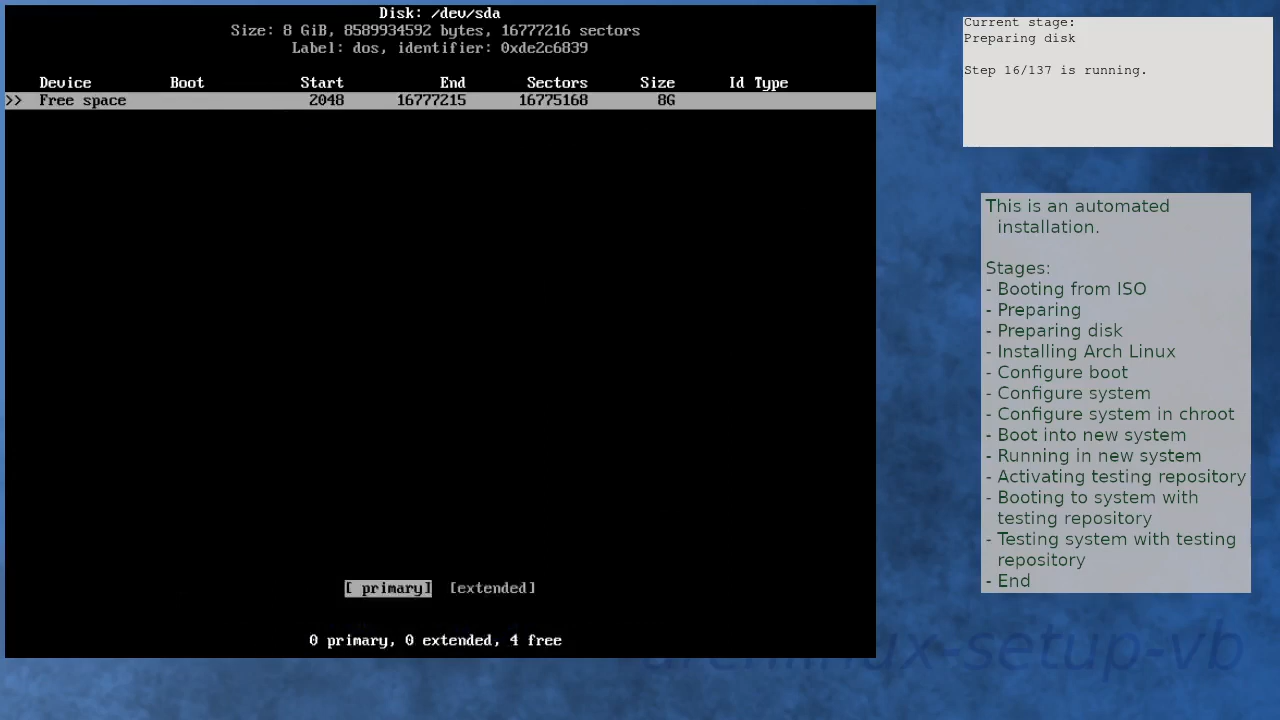 Disk: /dev/sda
Size: 8 GiB, 8589934592 bytes, 16777216 sectors
Label: dos, identifier: 0xde2c6839
Device Boot Start End Sectors Size Id Type
>> Free space 2048 16777215 16775168 8G
[ primary] [extended]
0 primary, 0 extended, 4 free
Current stage:
Preparing disk
Step 16/137 is running.
This is an automated
installation.
Stages:
- Booting from ISO
- Preparing
- Preparing disk
- Installing Arch Linux
- Configure boot
- Configure system
- Configure system in chroot
- Boot into new system
- Running in new system
- Activating testing repository
- Booting to system with
testing repository
- Testing system with testing
repository
- End
archlinux-setup-vb